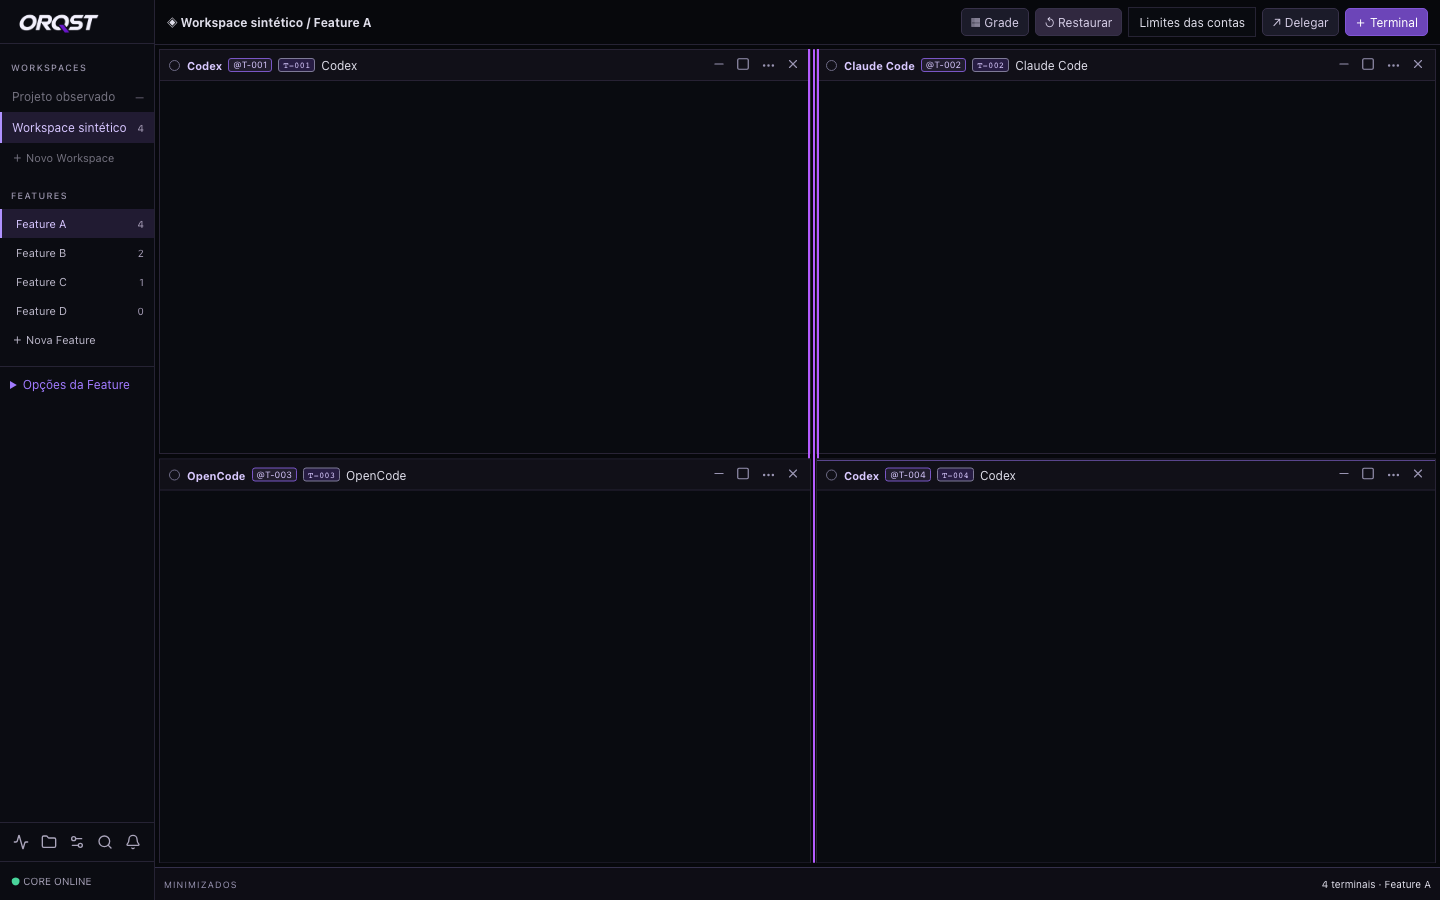 ORQST
WORKSPACES
Projeto observado —
Workspace sintético 4
+ Novo Workspace
FEATURES
Feature A 4
Feature B 2
Feature C 1
Feature D 0
+ Nova Feature
▶ Opções da Feature
CORE ONLINE
◈ Workspace sintético / Feature A
▦ Grade
↺ Restaurar
Limites das contas
↗ Delegar
+ Terminal
Codex @T-001 T-001 Codex
Claude Code @T-002 T-002 Claude Code
OpenCode @T-003 T-003 OpenCode
Codex @T-004 T-004 Codex
MINIMIZADOS
4 terminais · Feature A